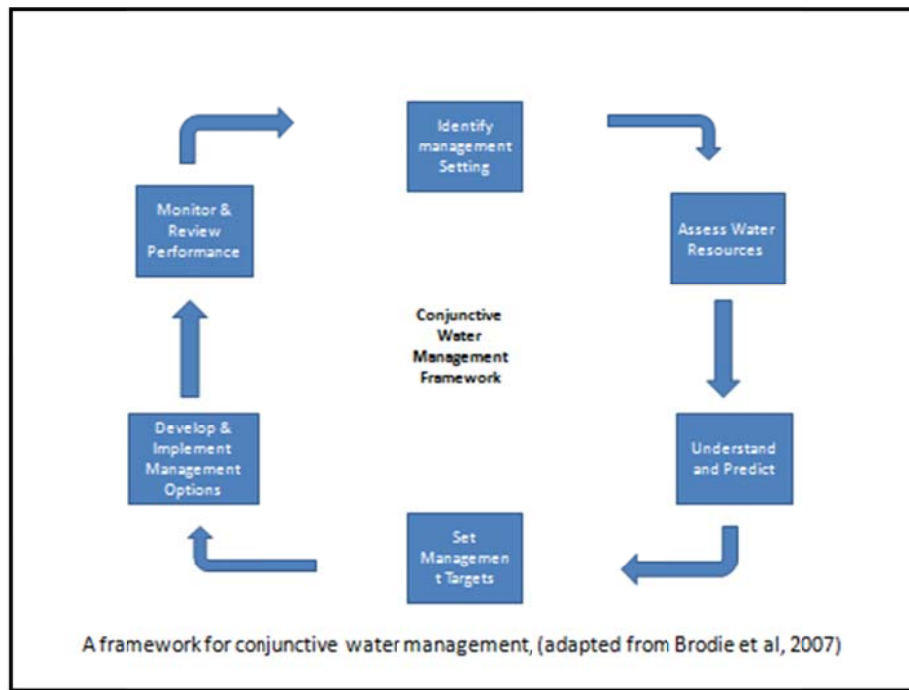 Identify
management
Setting
Assess Water
Resources
Understand
and Predict
Set
Managemen
t Targets
Develop &
Implement
Management
Options
Monitor &
Review
Performance
Conjunctive
Water
Management
Framework
A framework for conjunctive water management, (adapted from Brodie et al, 2007)